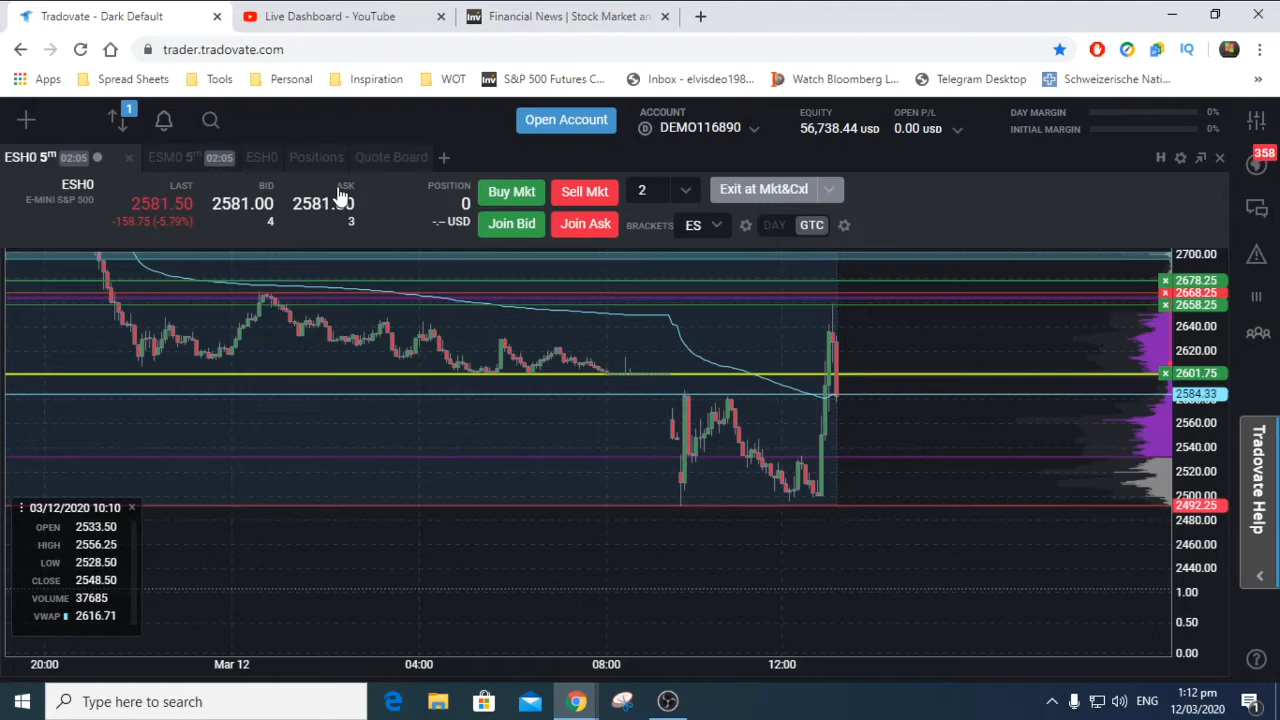 Tradovate - Dark Default
Live Dashboard - YouTube
Inv
Financial News | Stock Market an
trader.tradovate.com
IQ
Apps
Spread Sheets
Tools
Personal
Inspiration
WOT
Inv
S&P 500 Futures C...
Inbox - elvisdec198...
Watch Bloomberg L...
Telegram Desktop
Schweizerische Nati...
»
1
Open Account
ACCOUNT
D DEMO116890
EQUITY
56,738.44 USD
OPEN P/L
0.00 USD
DAY MARGIN 0%
INITIAL MARGIN 0%
ESH0 5m 02:05
ESM0 5m 02:05
ESH0
Positions
Quote Board
H
358
ESH0
E-MINI S&P 500
LAST
2581.50
-158.75 (-5.79%)
BID
2581.00
4
ASK
3
POSITION
0
-.-- USD
Buy Mkt
Sell Mkt
2
Exit at Mkt&Cxl
Join Bid
Join Ask
BRACKETS
ES
DAY
GTC
2700.00
2678.25
2668.25
2658.25
2640.00
2620.00
2601.75
2584.33
2560.00
2540.00
2520.00
2500.00
2492.25
2480.00
2460.00
2440.00
1.00
0.50
0.00
03/12/2020 10:10
OPEN 2533.50
HIGH 2556.25
LOW 2528.50
CLOSE 2548.50
VOLUME 37685
VWAP 2616.71
20:00
Mar 12
04:00
08:00
12:00
Tradovate Help
Type here to search
ENG
1:12 pm
12/03/2020
1